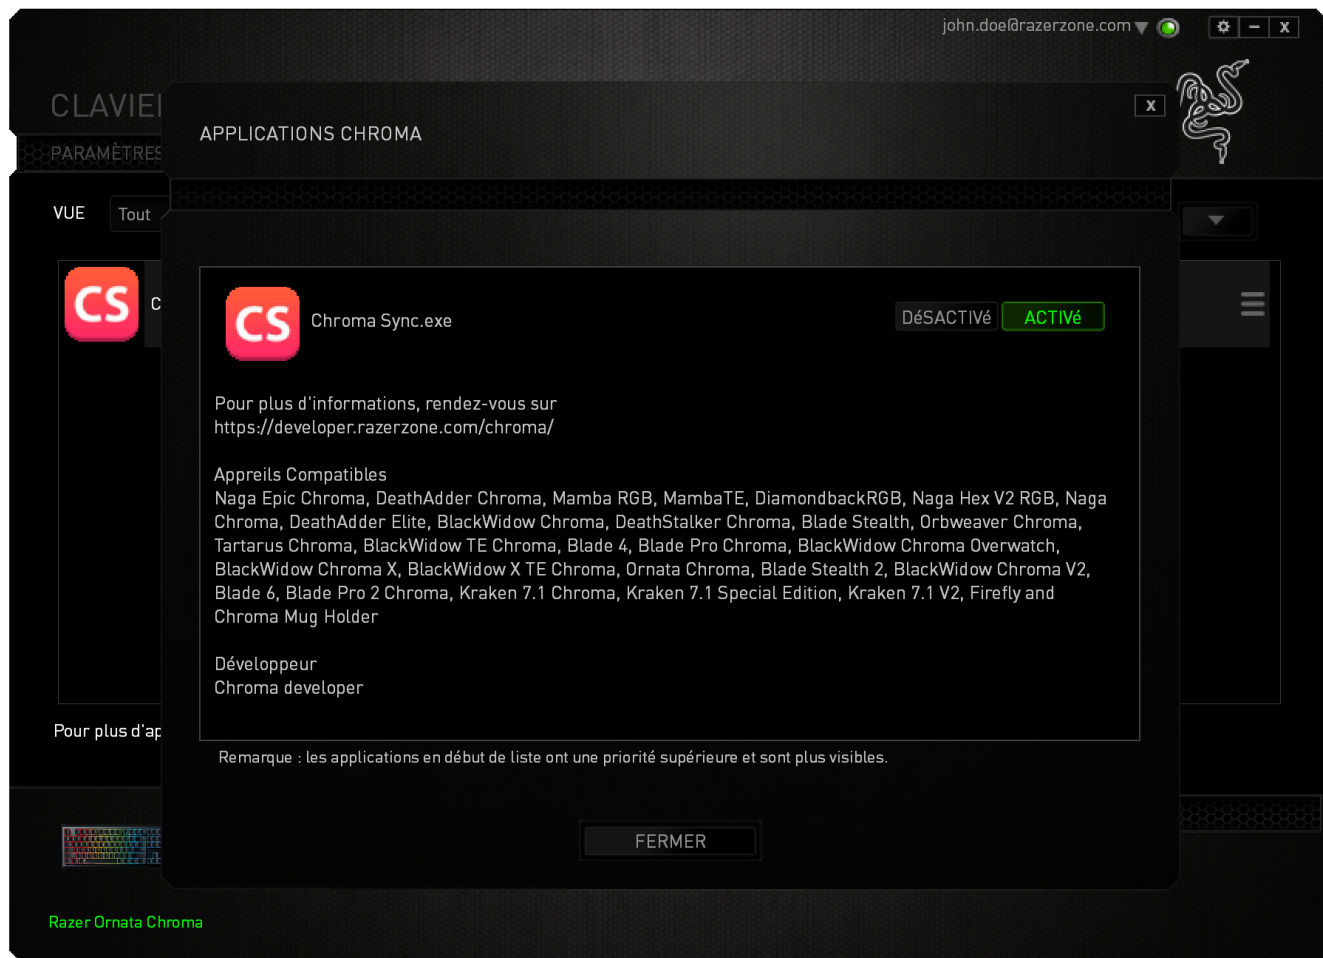 john.doe@razerzone.com
X
CLAVIER
X
APPLICATIONS CHROMA
PARAMÈTRES
VUE
Tout
CS
C
CS
Chroma Sync.exe
DéSACTIVé
ACTIVé
Pour plus d'informations, rendez-vous sur
https://developer.razerzone.com/chroma/
Appreils Compatibles
Naga Epic Chroma, DeathAdder Chroma, Mamba RGB, MambaTE, DiamondbackRGB, Naga Hex V2 RGB, Naga
Chroma, DeathAdder Elite, BlackWidow Chroma, DeathStalker Chroma, Blade Stealth, Orbweaver Chroma,
Tartarus Chroma, BlackWidow TE Chroma, Blade 4, Blade Pro Chroma, BlackWidow Chroma Overwatch,
BlackWidow Chroma X, BlackWidow X TE Chroma, Ornata Chroma, Blade Stealth 2, BlackWidow Chroma V2,
Blade 6, Blade Pro 2 Chroma, Kraken 7.1 Chroma, Kraken 7.1 Special Edition, Kraken 7.1 V2, Firefly and
Chroma Mug Holder
Développeur
Chroma developer
Pour plus d'ap
Remarque : les applications en début de liste ont une priorité supérieure et sont plus visibles.
FERMER
Razer Ornata Chroma